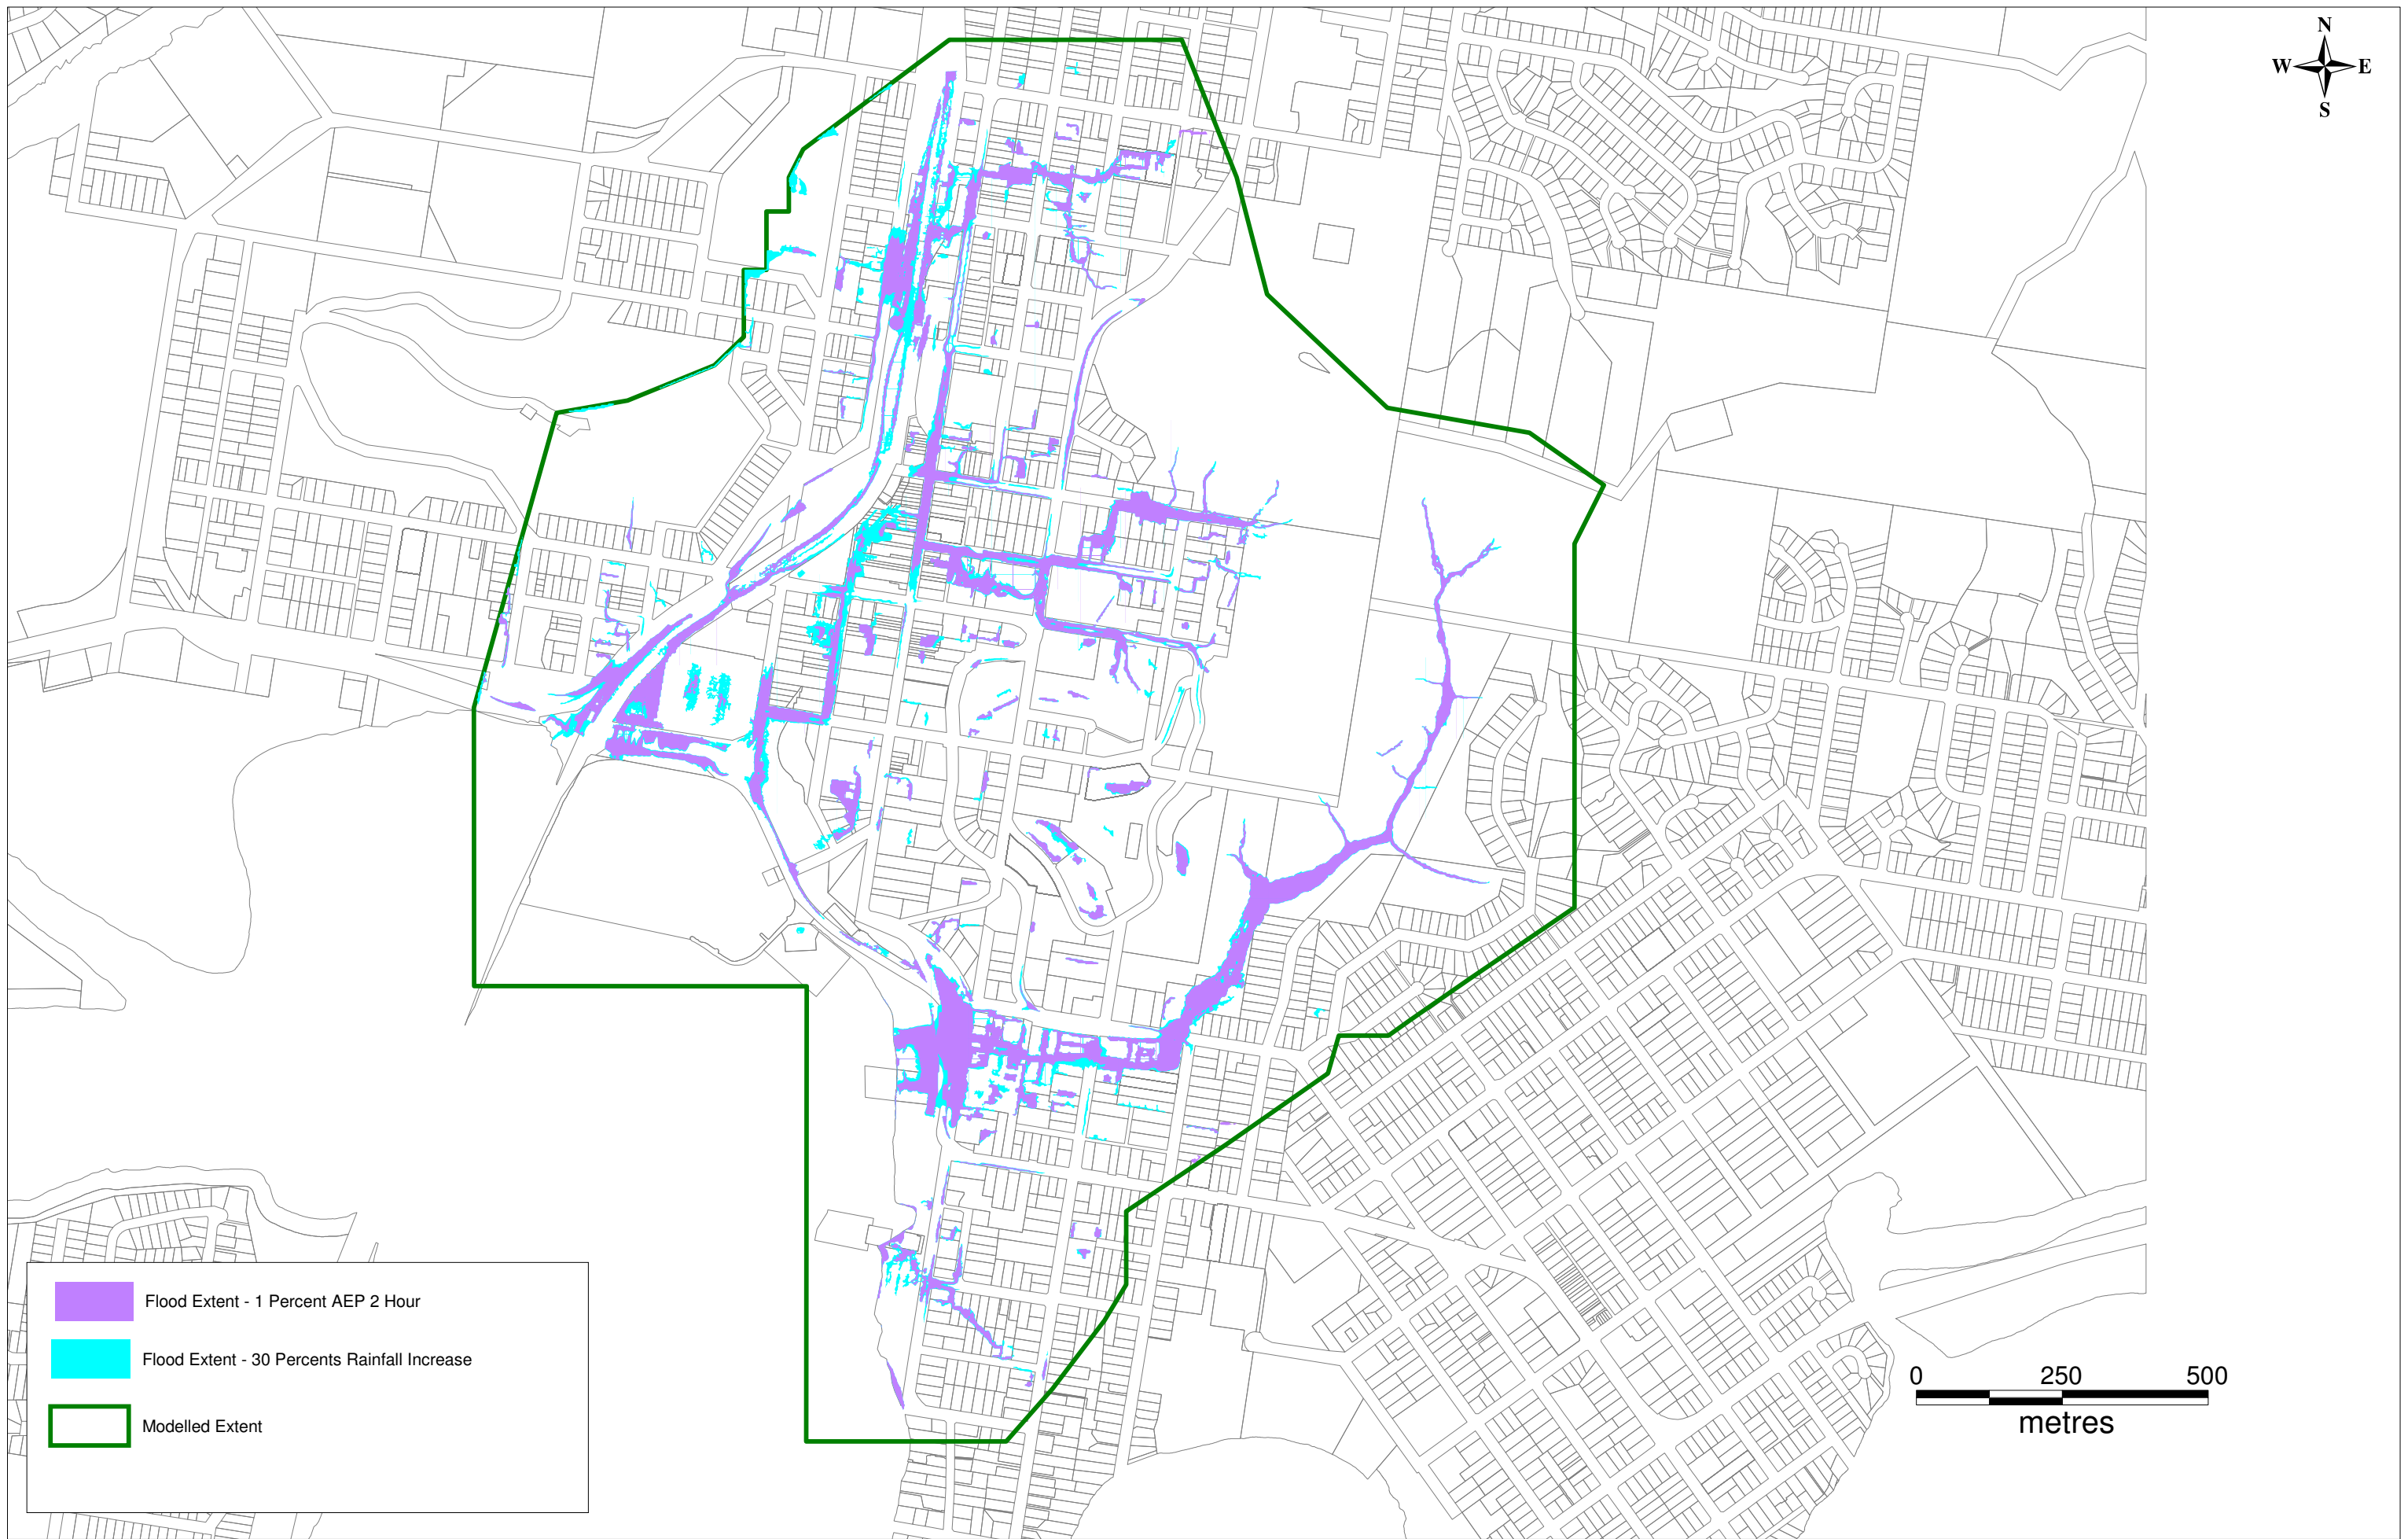 N
W E
S
Flood Extent - 1 Percent AEP 2 Hour
Flood Extent - 30 Percents Rainfall Increase
Modelled Extent
0 250 500
metres